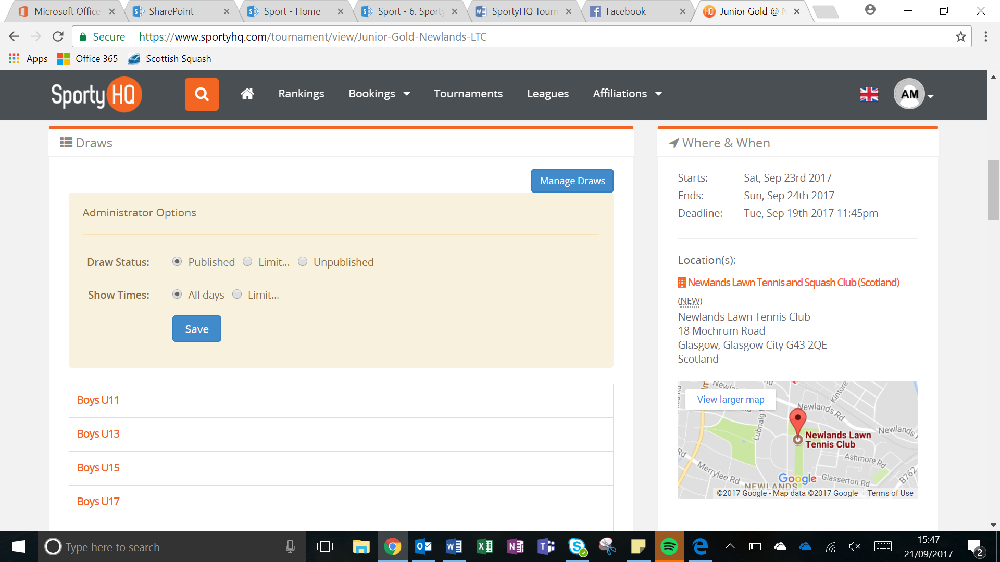 Microsoft Office
SharePoint
Sport - Home
Sport - 6. Sporty
SportyHQ Tourn
Facebook
Junior Gold @ N
Secure
https://www.sportyhq.com/tournament/view/Junior-Gold-Newlands-LTC
Apps
Office 365
Scottish Squash
SportyHQ
Rankings
Bookings
Tournaments
Leagues
Affiliations
AM
Draws
Manage Draws
Administrator Options
Draw Status: Published Limit... Unpublished
Show Times: All days Limit...
Save
Boys U11
Boys U13
Boys U15
Boys U17
Where & When
Starts: Sat, Sep 23rd 2017
Ends: Sun, Sep 24th 2017
Deadline: Tue, Sep 19th 2017 11:45pm
Location(s):
Newlands Lawn Tennis and Squash Club (Scotland)
(NEW)
Newlands Lawn Tennis Club
18 Mochrum Road
Glasgow, Glasgow City G43 2QE
Scotland
View larger map
Kintore
Newlands Rd
Lubnaig
Newlands
Newlands Lawn
Tennis Club
Ashmore Rd
Rd
Merrylee Rd
Glasserton Rd
B762
NEWLANDS
Google
©2017 Google - Map data ©2017 Google
Terms of Use
Type here to search
15:47
21/09/2017
2